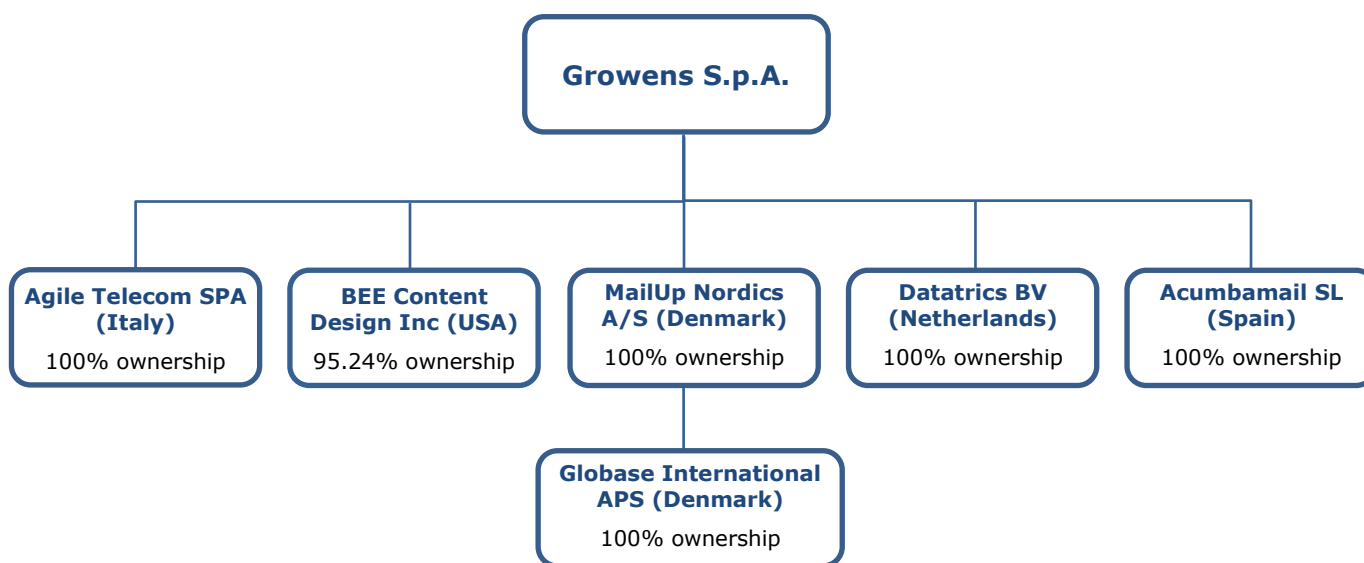 Growens S.p.A.
Agile Telecom SPA
(Italy)
100% ownership
BEE Content
Design Inc (USA)
95.24% ownership
MailUp Nordics
A/S (Denmark)
100% ownership
Datatrics BV
(Netherlands)
100% ownership
Acumbamail SL
(Spain)
100% ownership
Globase International
APS (Denmark)
100% ownership